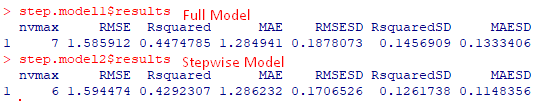 > step.model1$results Full Model
nvmax RMSE Rsquared MAE RMSESD RsquaredSD MAESD
1 7 1.585912 0.4474785 1.284941 0.1878073 0.1456909 0.1333406
> step.model2$results Stepwise Model
nvmax RMSE Rsquared MAE RMSESD RsquaredSD MAESD
1 6 1.594474 0.4292307 1.286232 0.1706526 0.1261738 0.1148356